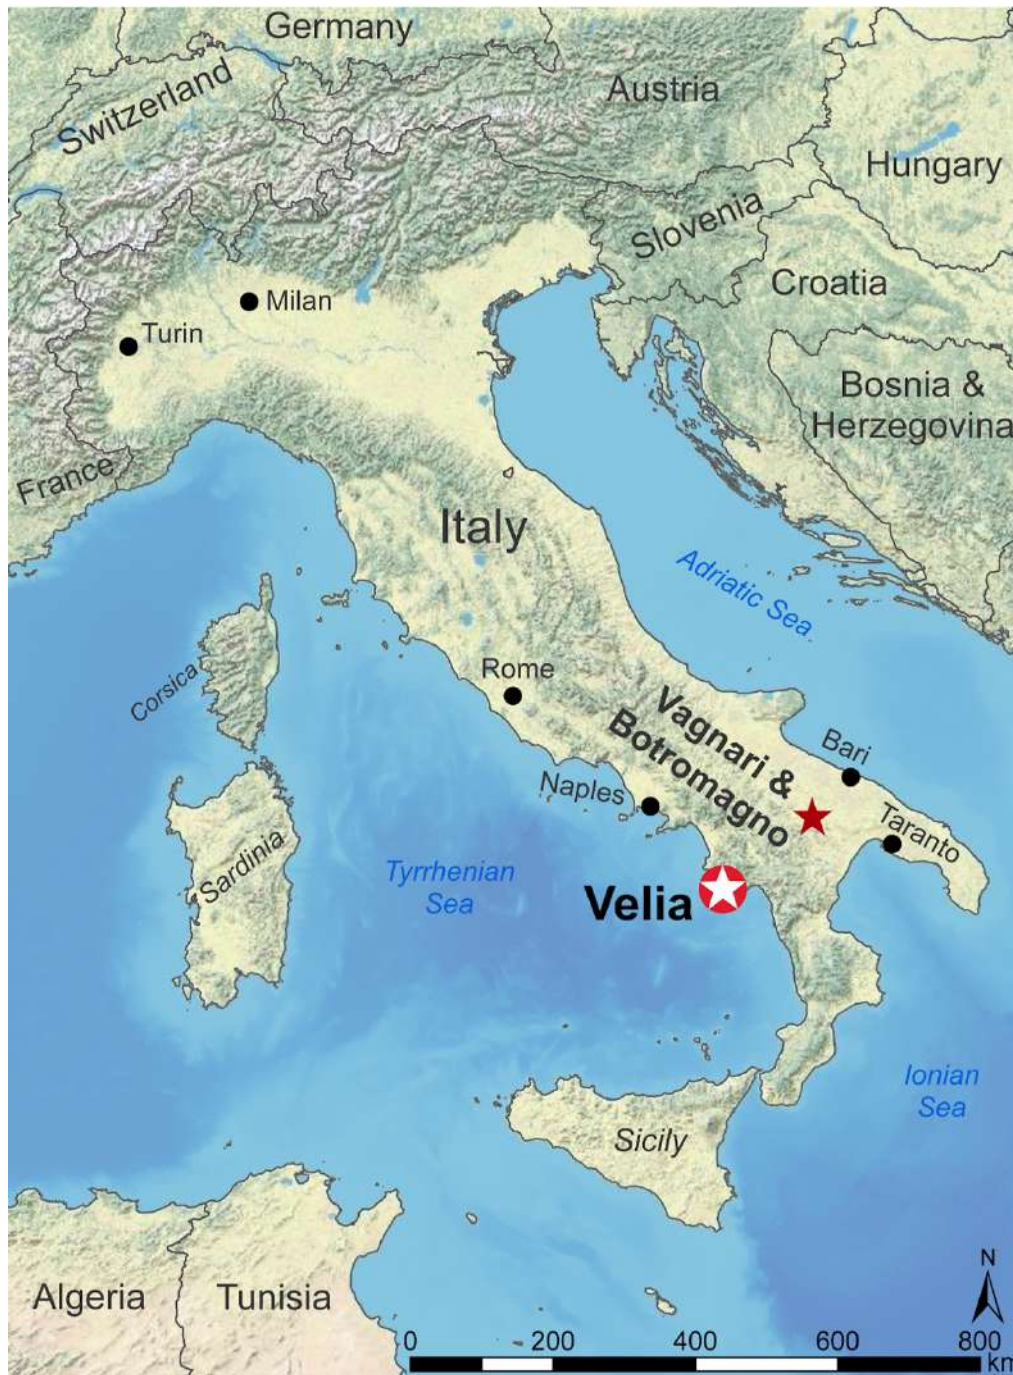 Germany
Switzerland
Austria
Hungary
Slovenia
Croatia
Milan
Turin
Bosnia &
Herzegovina
France
Italy
Adriatic Sea
Corsica
Rome
Vagnari &
Botromagno
Bari
Naples
Taranto
Sardinia
Tyrrhenian
Sea
Velia
Ionian
Sea
Sicily
N
Algeria
Tunisia
0 200 400 600 800
km